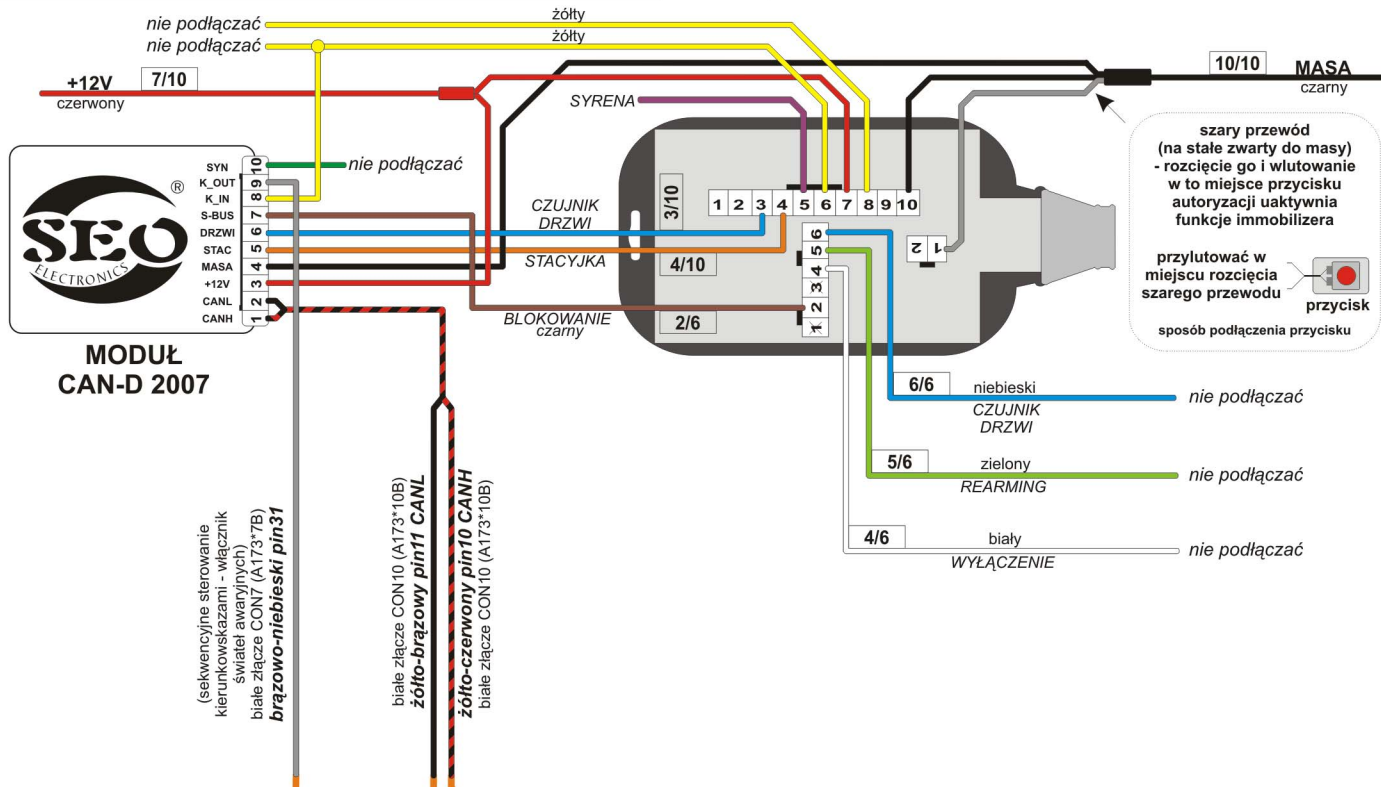 nie podłączać
żółty
nie podłączać
żółty
+12V
7/10
czerwony
10/10
MASA
czarny
SYRENA
szary przewód
(na stałe zwarty do masy)
- rozcięcie go i wlutowanie
w to miejsce przycisku
autoryzacji uaktywnia
funkcje immobilizera
przylutować w
miejscu rozcięcia
szarego przewodu
przycisk
sposób podłączenia przycisku
SEO
ELECTRONICS
®
SYN 10
K_OUT 9
K_IN 8
S-BUS 7
DRZWI 6
STAC 5
MASA 4
+12V 3
CANL 2
CANH 1
nie podłączać
MODUŁ
CAN-D 2007
CZUJNIK
DRZWI
3/10
STACYJKA
4/10
BLOKOWANIE
czarny
2/6
1 2 3 4 5 6 7 8 9 10
6
5
4
3
2
1
2 1
6/6
niebieski
CZUJNIK
DRZWI
nie podłączać
5/6
zielony
REARMING
nie podłączać
4/6
biały
WYŁĄCZENIE
nie podłączać
(sekwencyjne sterowanie
kierunkowskazami - włącznik
świateł awaryjnych)
białe złącze CON7 (A173*7B)
brązowo-niebieski pin31
białe złącze CON10 (A173*10B)
żółto-brązowy pin11 CANL
żółto-czerwony pin10 CANH
białe złącze CON10 (A173*10B)